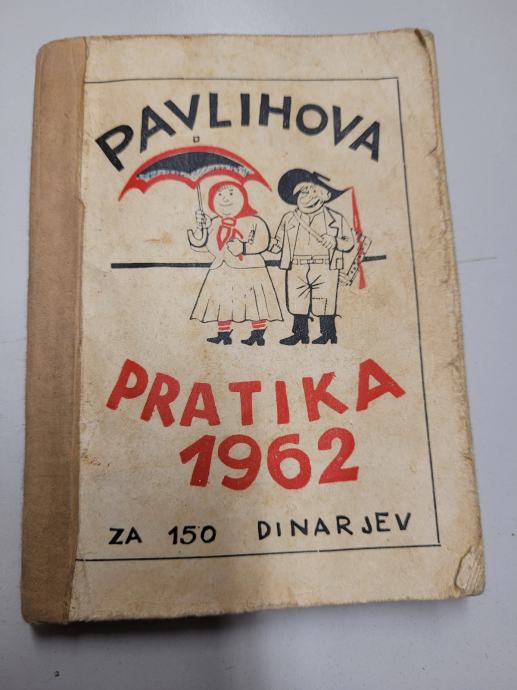 PAVLIHOVA
PRATIKA
1962
ZA 150 DINARJEV